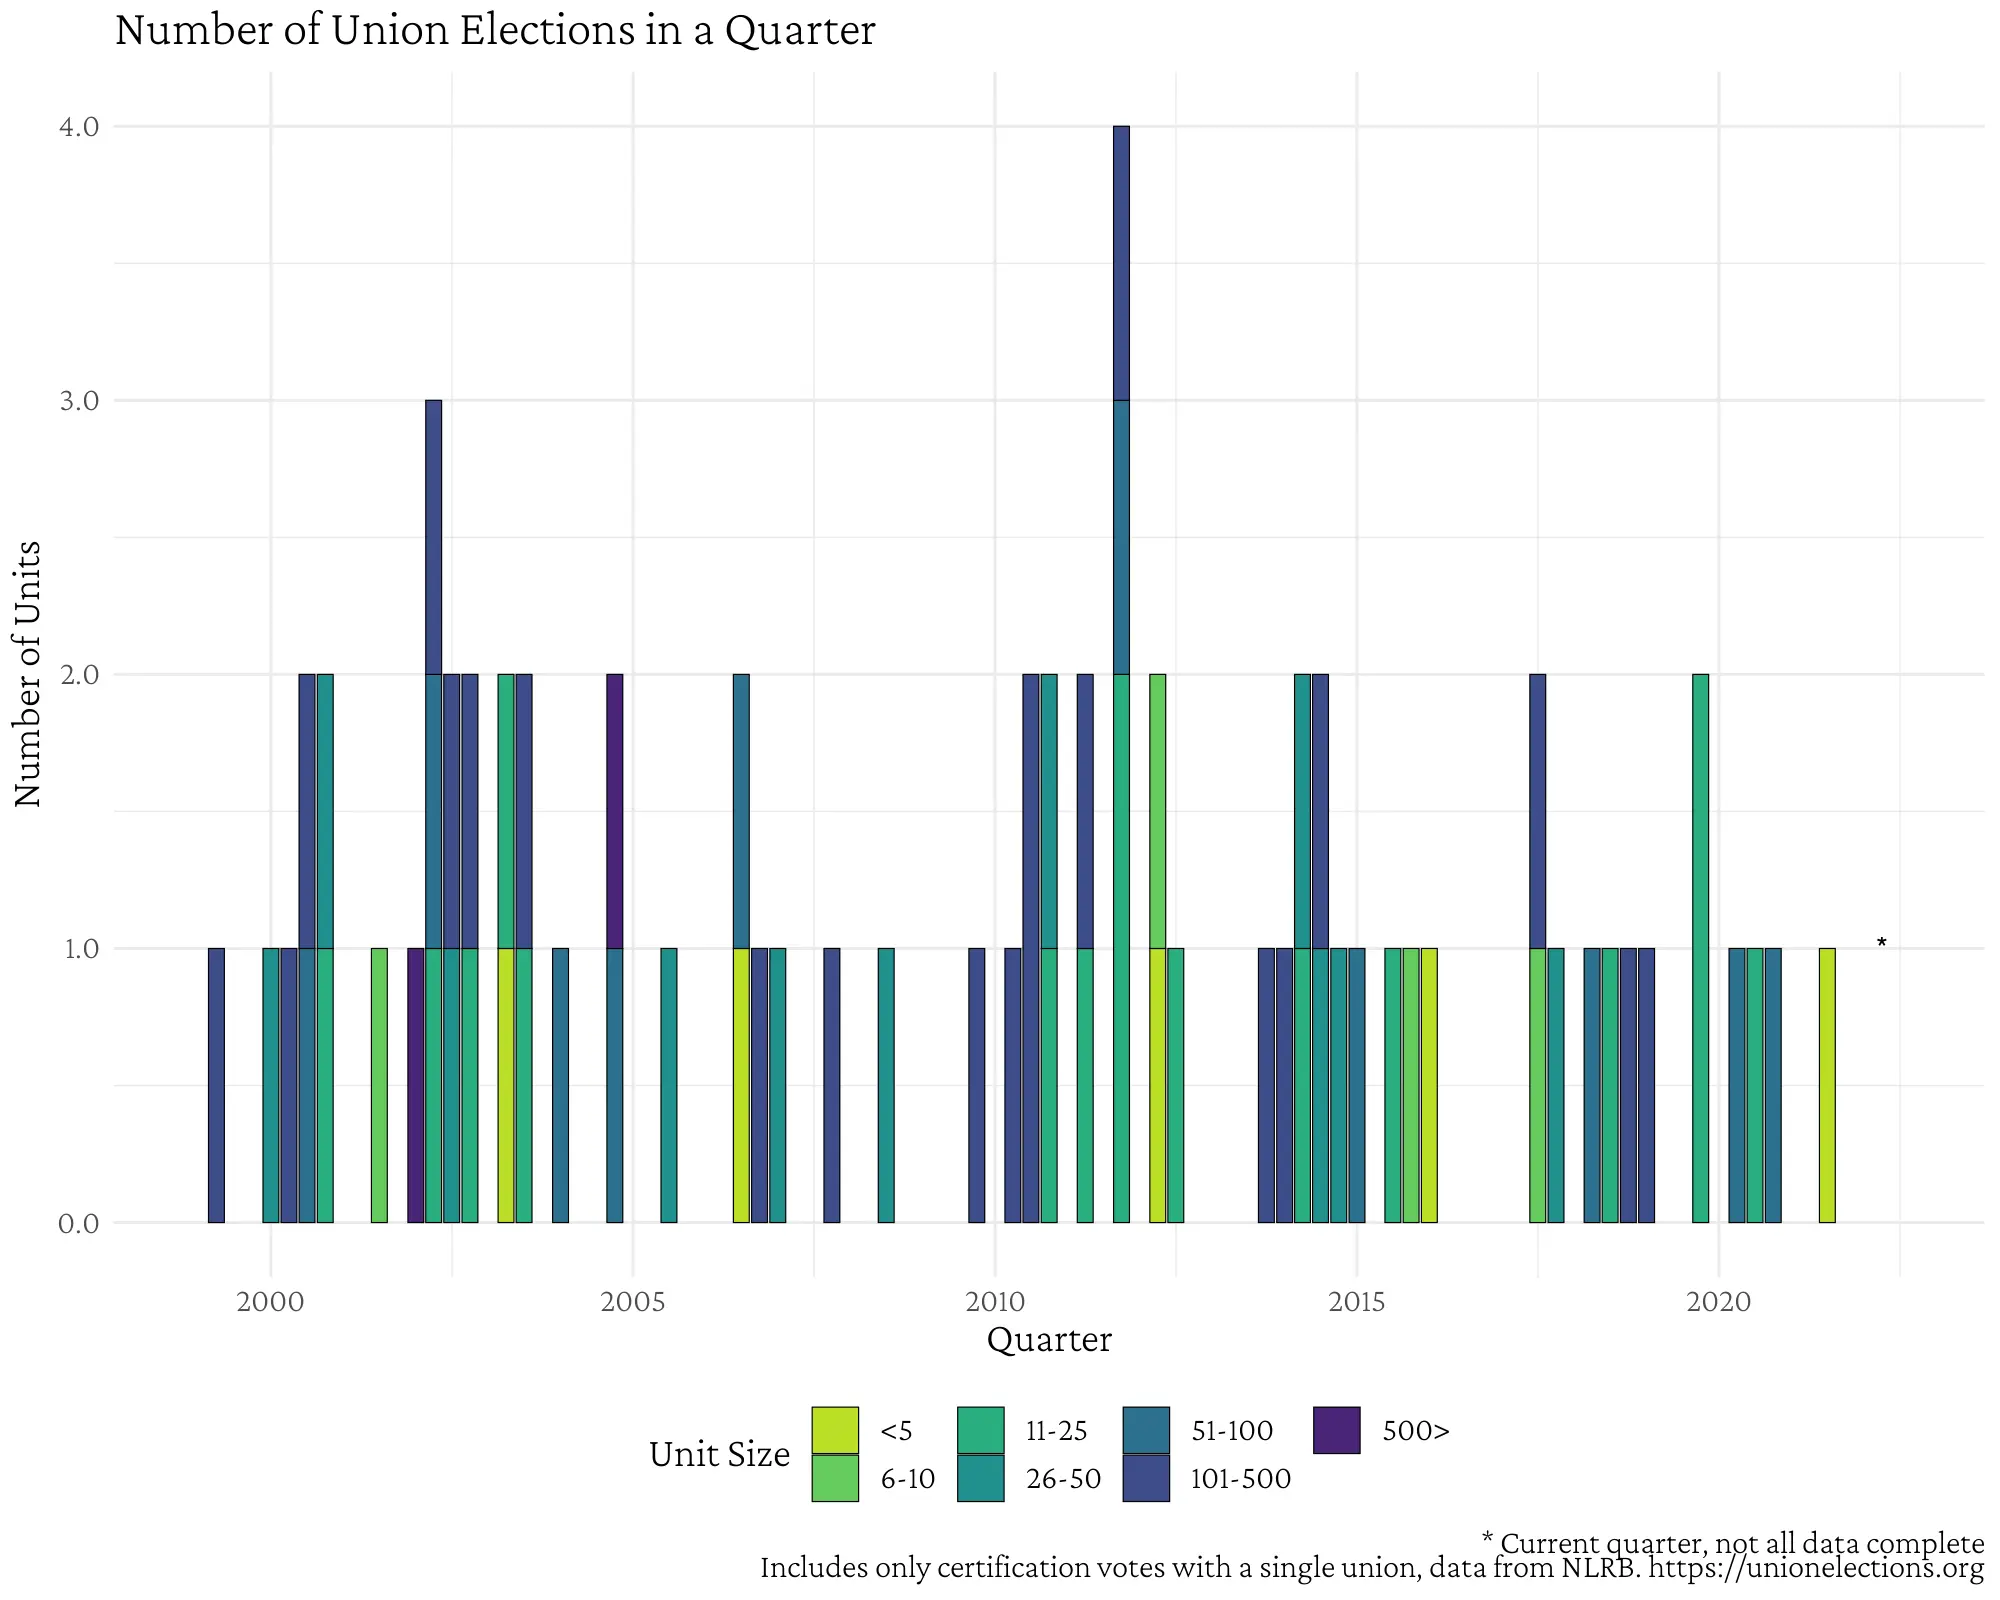 Number of Union Elections in a Quarter
Number of Units
4.0
3.0
2.0
1.0
0.0
*
2000 2005 2010 2015 2020
Quarter
Unit Size
<5 11-25 51-100 500>
6-10 26-50 101-500
* Current quarter, not all data complete
Includes only certification votes with a single union, data from NLRB. https://unionelections.org